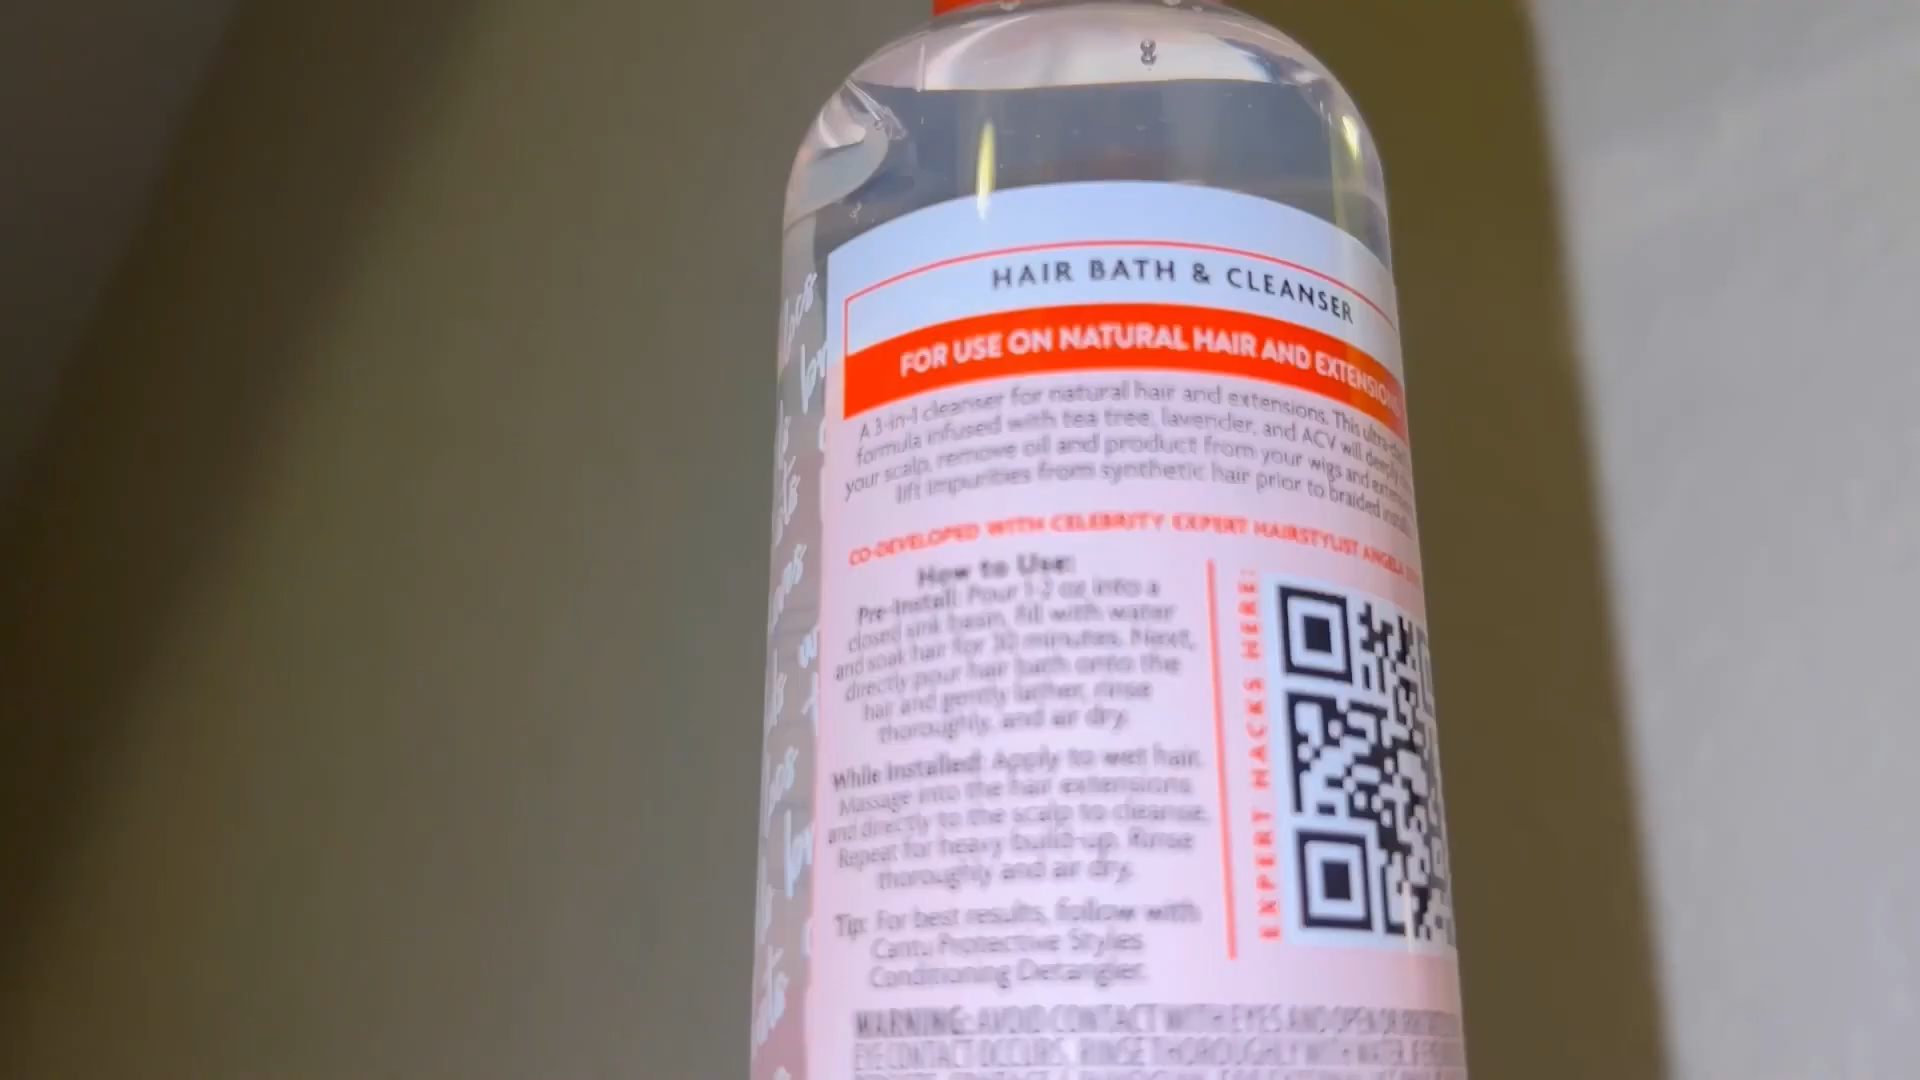 HAIR BATH & CLEANSER
FOR USE ON NATURAL HAIR AND EXTENSIONS
A 3-in-1 cleanser for natural hair and extensions. This
formula infused with tea tree, lavender, and ACV will deeply
your scalp, remove oil and product from your wigs and
lift impurities from synthetic hair prior to braided
CO-DEVELOPED WITH CELEBRITY EXPERT HAIRSTYLIST ANGELA
How to Use:
Pre-Install: Pour 1-2 oz into a
closed sink basin, fill with water
and soak hair for 30 minutes. Next,
directly pour hair bath onto the
hair and gently lather, rinse
thoroughly, and air dry.
While Installed: Apply to wet hair.
Massage into the hair extensions
and directly to the scalp to cleanse.
Repeat for heavy build-up. Rinse
thoroughly and air dry.
Tip: For best results, follow with
Cantu Protective Styles
Conditioning Detangler.
EXPERT HACKS HERE:
WARNING: AVOID CONTACT WITH EYES AND OPEN OR
EYE CONTACT OCCURS, RINSE THOROUGHLY WITH WATER. IF